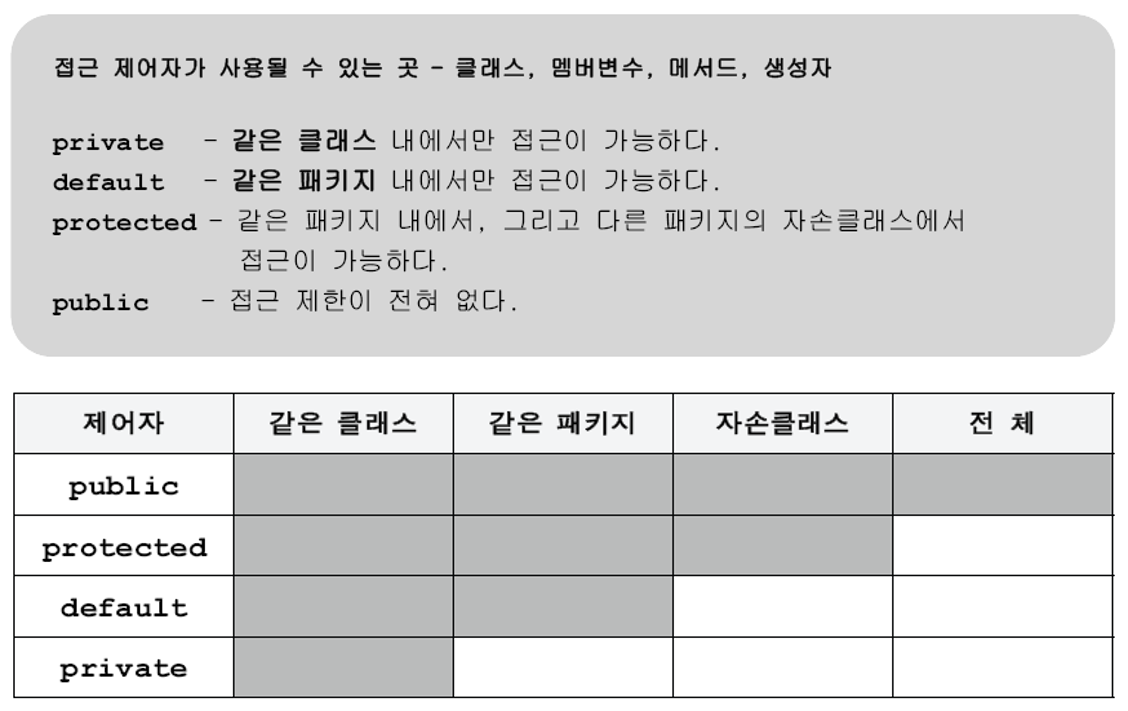 접근 제어자가 사용될 수 있는 곳 - 클래스, 멤버변수, 메서드, 생성자
private - 같은 클래스 내에서만 접근이 가능하다.
default - 같은 패키지 내에서만 접근이 가능하다.
protected - 같은 패키지 내에서, 그리고 다른 패키지의 자손클래스에서
접근이 가능하다.
public - 접근 제한이 전혀 없다.
제어자 같은 클래스 같은 패키지 자손클래스 전 체
public
protected
default
private